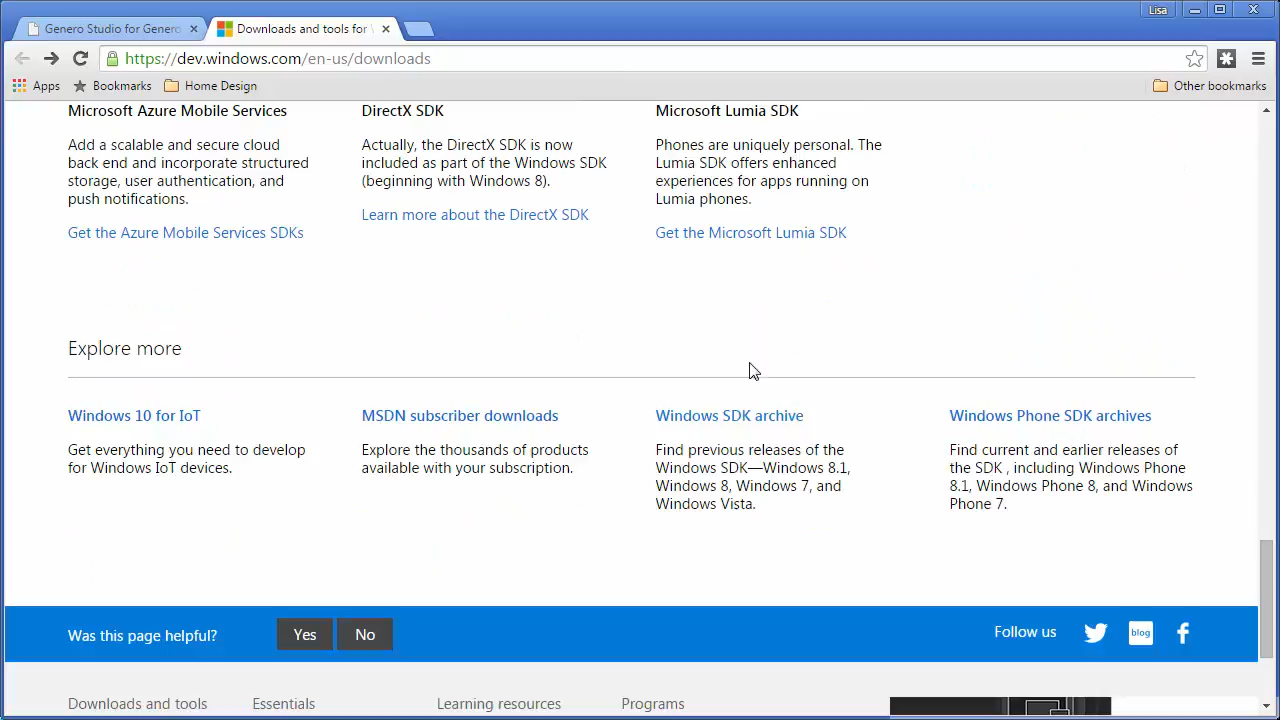 Lisa
Genero Studio for Genero
Downloads and tools for
https://dev.windows.com/en-us/downloads
Apps
Bookmarks
Home Design
Other bookmarks
Microsoft Azure Mobile Services
Add a scalable and secure cloud
back end and incorporate structured
storage, user authentication, and
push notifications.
Get the Azure Mobile Services SDKs
DirectX SDK
Actually, the DirectX SDK is now
included as part of the Windows SDK
(beginning with Windows 8).
Learn more about the DirectX SDK
Microsoft Lumia SDK
Phones are uniquely personal. The
Lumia SDK offers enhanced
experiences for apps running on
Lumia phones.
Get the Microsoft Lumia SDK
Explore more
Windows 10 for IoT
Get everything you need to develop
for Windows IoT devices.
MSDN subscriber downloads
Explore the thousands of products
available with your subscription.
Windows SDK archive
Find previous releases of the
Windows SDK—Windows 8.1,
Windows 8, Windows 7, and
Windows Vista.
Windows Phone SDK archives
Find current and earlier releases of
the SDK , including Windows Phone
8.1, Windows Phone 8, and Windows
Phone 7.
Was this page helpful?
Yes
No
Follow us
blog
Downloads and tools
Essentials
Learning resources
Programs